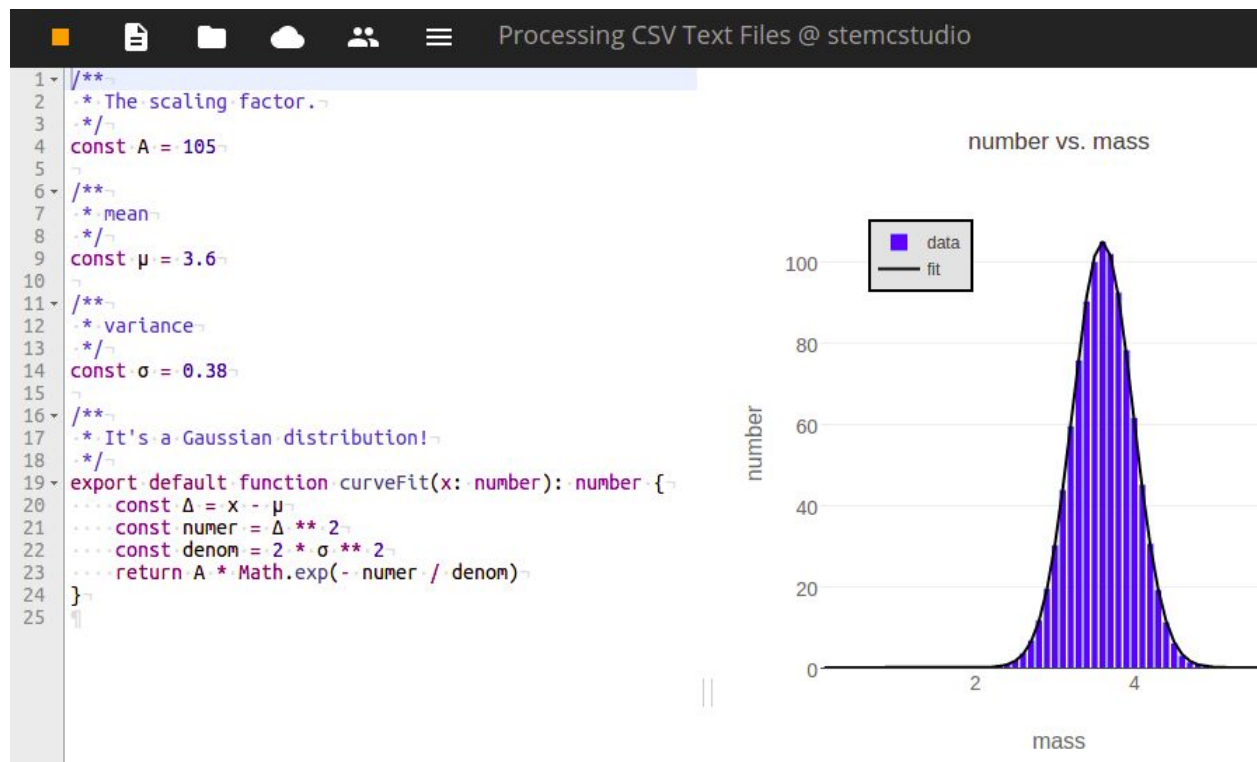 Processing CSV Text Files @ stemcstudio
1 /**
2 * The scaling factor.
3 */
4 const A = 105
5
6 /**
7 * mean
8 */
9 const μ = 3.6
10
11 /**
12 * variance
13 */
14 const σ = 0.38
15
16 /**
17 * It's a Gaussian distribution!
18 */
19 export default function curveFit(x: number): number {
20 const Δ = x - μ
21 const numer = Δ ** 2
22 const denom = 2 * σ ** 2
23 return A * Math.exp(- numer / denom)
24 }
25
number vs. mass
data
fit
100
80
60
40
20
0
number
2 4
mass